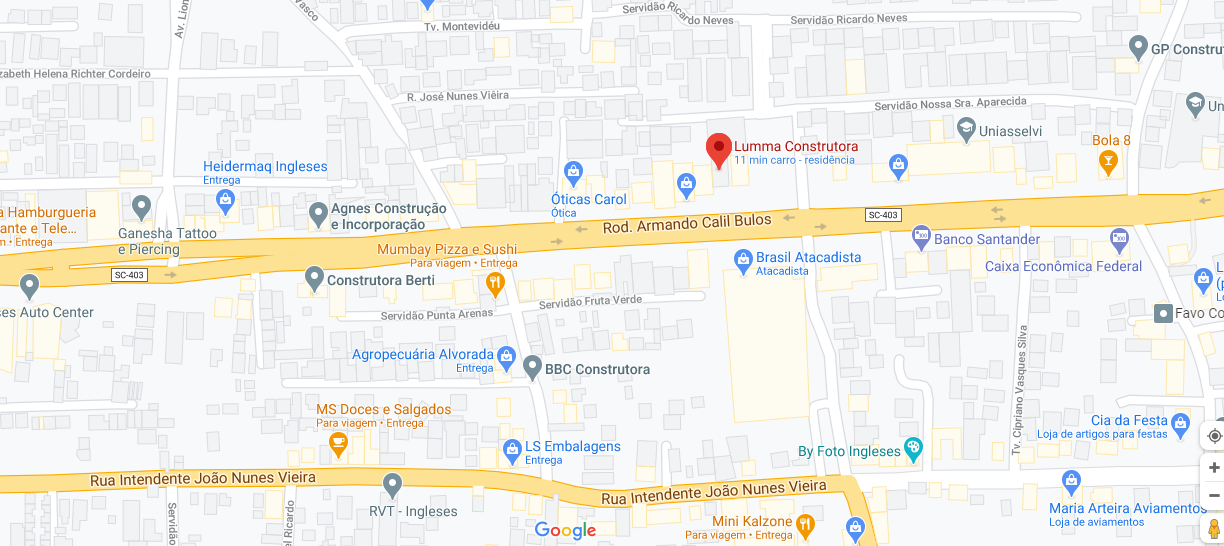 Av. Lion
rasco
Tv. Montevidéu
Servidão Ricardo Neves
Servidão Ricardo Neves
GP Constru
zabeth Helena Richter Cordeiro
R. José Nunes Vieira
Servidão Nossa Sra. Aparecida
Un
Uniasselvi
Bola 8
Lumma Construtora
11 min carro - residência
Heidermaq Ingleses
Entrega
Óticas Carol
Ótica
a Hamburgueria
ante e Tele...
m • Entrega
Ganesha Tattoo
e Piercing
Agnes Construção
e Incorporação
Rod. Armando Calil Bulos
SC-403
Mumbay Pizza e Sushi
Para viagem • Entrega
Banco Santander
Caixa Econômica Federal
Brasil Atacadista
Atacadista
SC-403
Construtora Berti
L
(p
Lo
ses Auto Center
Servidão Punta Arenas
Servidão Fruta Verde
Favo Co
Agropecuária Alvorada
Entrega
BBC Construtora
Tv. Cipriano Vasques Silva
MS Doces e Salgados
Para viagem • Entrega
Cia da Festa
Loja de artigos para festas
LS Embalagens
Entrega
By Foto Ingleses
Rua Intendente João Nunes Vieira
Rua Intendente João Nunes Vieira
RVT - Ingleses
Servidão
el Ricardo
Maria Arteira Aviamentos
Loja de aviamentos
Google
Mini Kalzone
Para viagem • Entrega